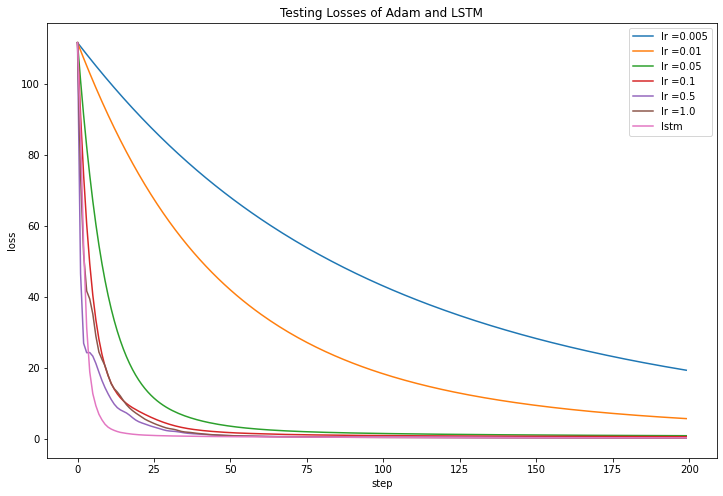 Testing Losses of Adam and LSTM
lr =0.005
lr =0.01
lr =0.05
lr =0.1
lr =0.5
lr =1.0
lstm
loss
100
80
60
40
20
0
0 25 50 75 100 125 150 175 200
step